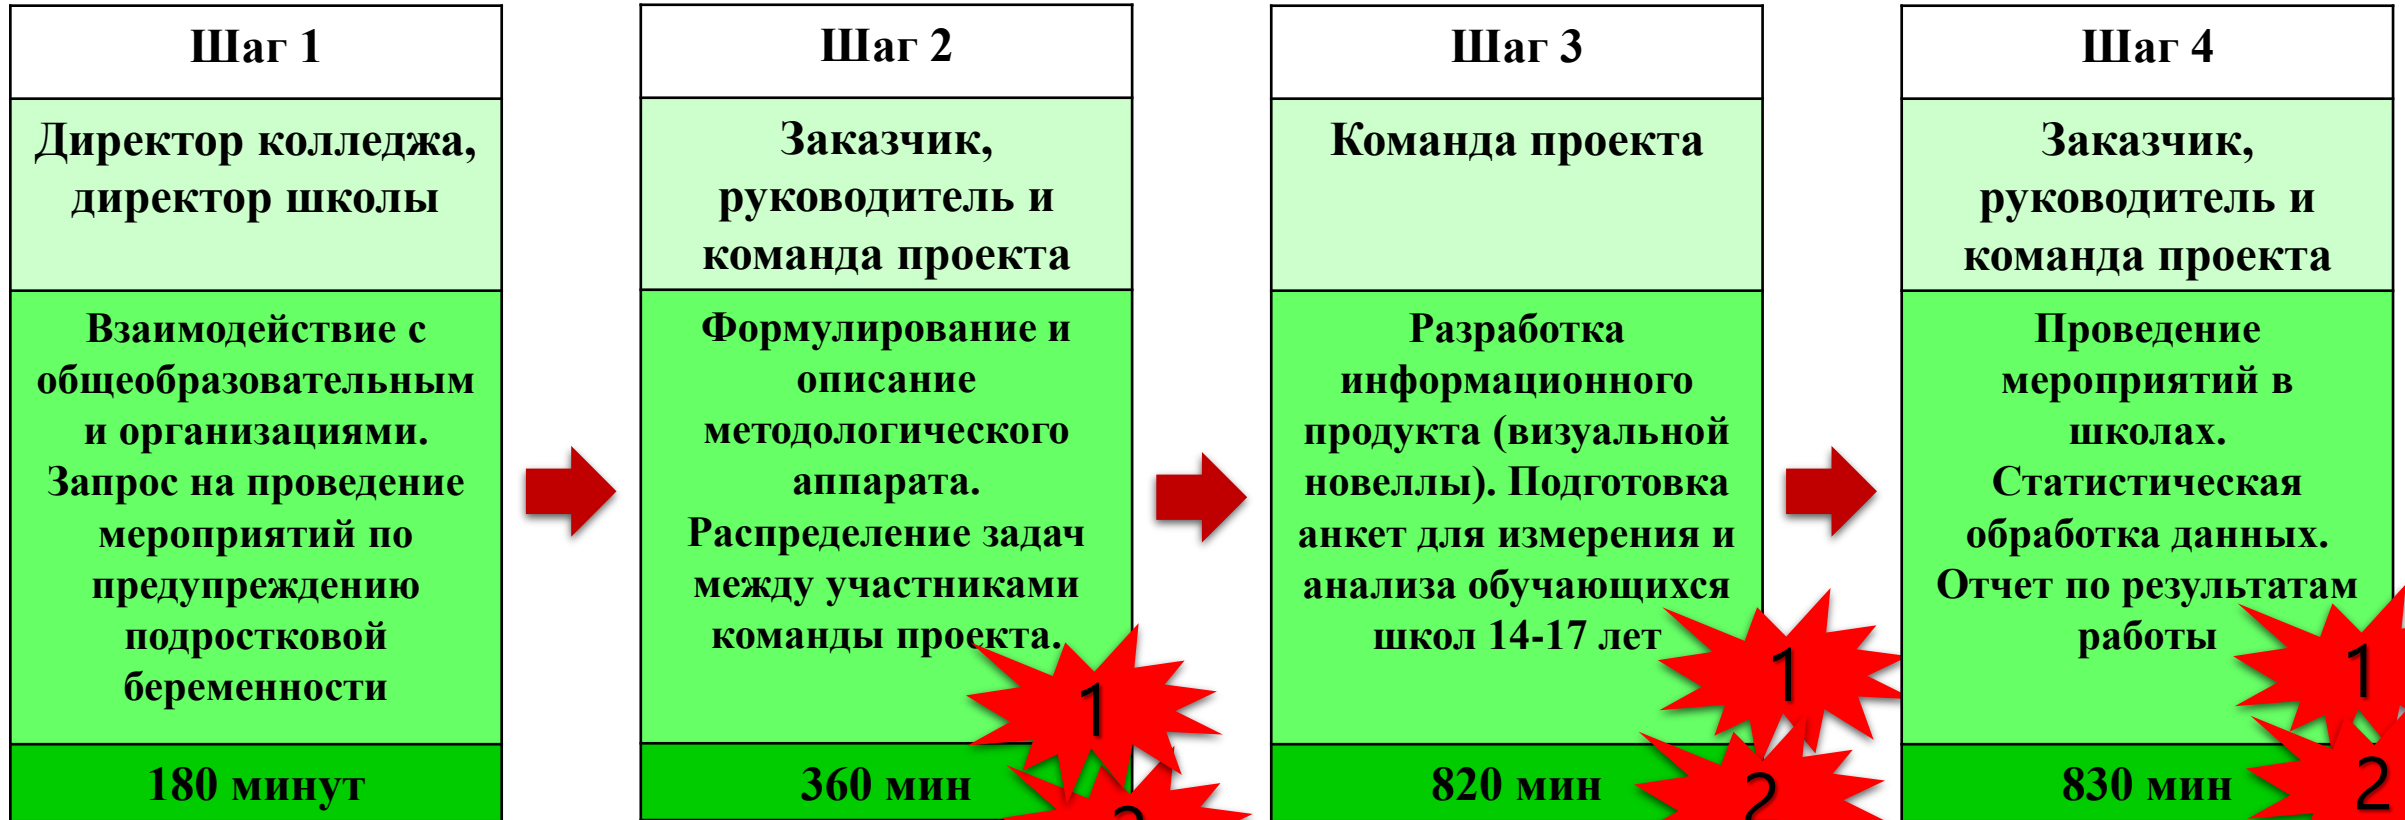 Шаг 1
Директор колледжа,
директор школы
Взаимодействие с
общеобразовательным
и организациями.
Запрос на проведение
мероприятий по
предупреждению
подростковой
беременности
180 минут
Шаг 2
Заказчик,
руководитель и
команда проекта
Формулирование и
описание
методологического
аппарата.
Распределение задач
между участниками
команды проекта.
1
360 мин
Шаг 3
Команда проекта
Разработка
информационного
продукта (визуальной
новеллы). Подготовка
анкет для измерения и
анализа обучающихся
школ 14-17 лет
1
820 мин
2
Шаг 4
Заказчик,
руководитель и
команда проекта
Проведение
мероприятий в
школах.
Статистическая
обработка данных.
Отчет по результатам
работы
1
830 мин
2